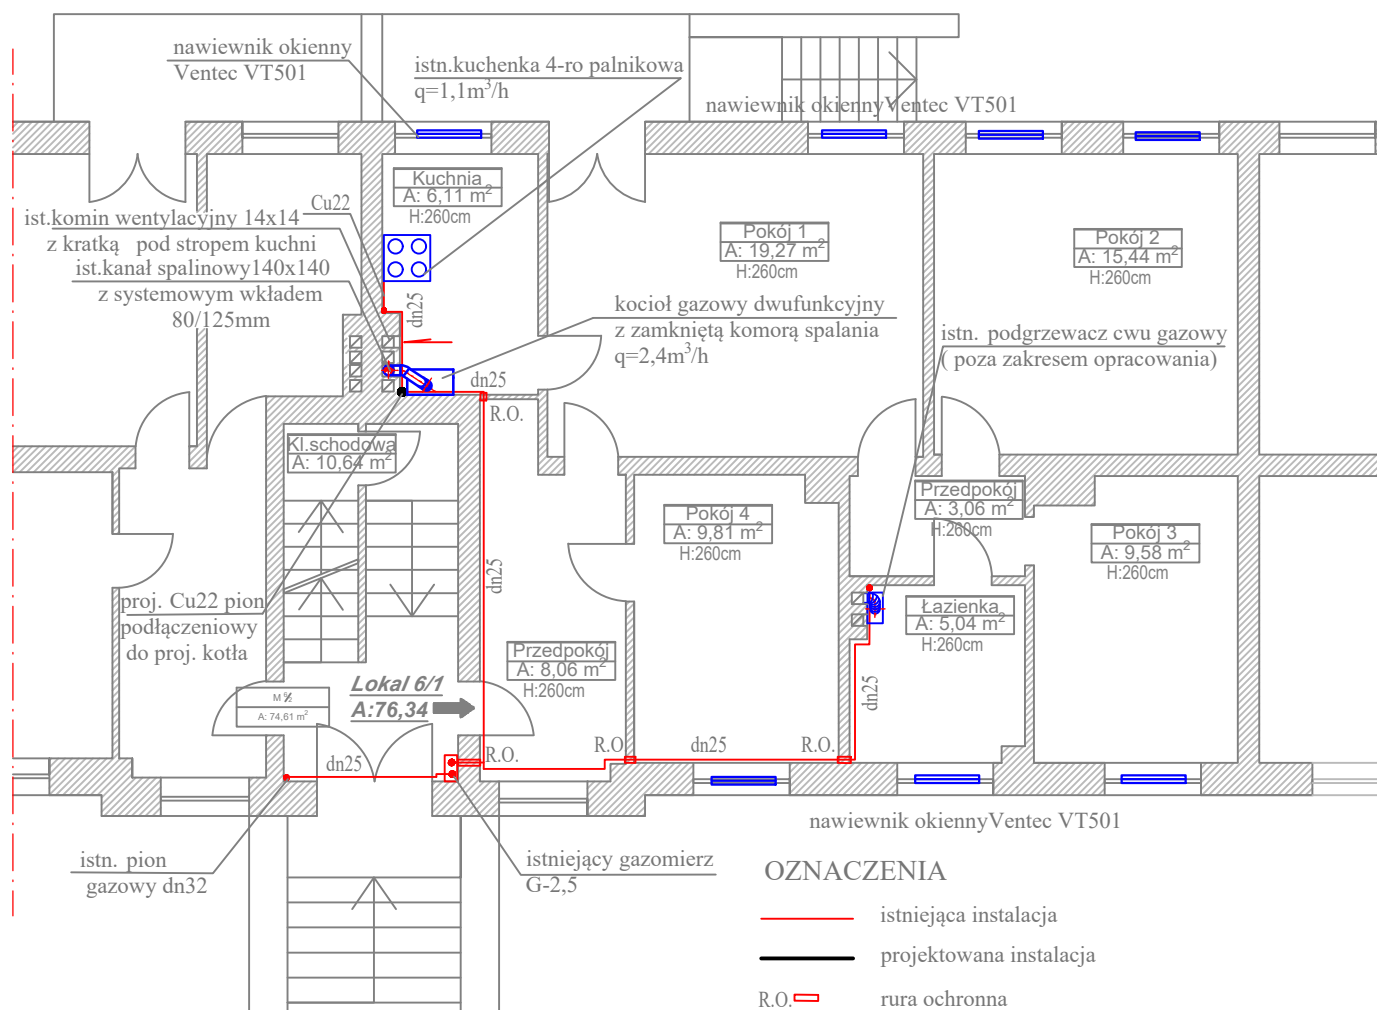 nawiewnik okienny
Ventec VT501
istn.kuchenka 4-ro palnikowa
q=1,1m³/h
nawiewnik okiennyVentec VT501
Kuchnia
A: 6,11 m²
H:260cm
Cu22
ist.komin wentylacyjny 14x14
z kratką pod stropem kuchni
ist.kanał spalinowy140x140
z systemowym wkładem
80/125mm
dn25
Pokój 1
A: 19,27 m²
H:260cm
Pokój 2
A: 15,44 m²
H:260cm
kocioł gazowy dwufunkcyjny
z zamkniętą komorą spalania
q=2,4m³/h
istn. podgrzewacz cwu gazowy
( poza zakresem opracowania)
dn25
R.O.
Kl.schodowa
A: 10,64 m²
Przedpokój
A: 3,06 m²
H:260cm
Pokój 4
A: 9,81 m²
H:260cm
Pokój 3
A: 9,58 m²
H:260cm
dn25
proj. Cu22 pion
podłączeniowy
do proj. kotła
Łazienka
A: 5,04 m²
H:260cm
Przedpokój
A: 8,06 m²
H:260cm
dn25
Lokal 6/1
A:76,34
A: 74,61 m²
dn25
R.O.
R.O.
dn25
R.O.
nawiewnik okiennyVentec VT501
istn. pion
gazowy dn32
istniejący gazomierz
G-2,5
OZNACZENIA
istniejąca instalacja
projektowana instalacja
R.O.
rura ochronna